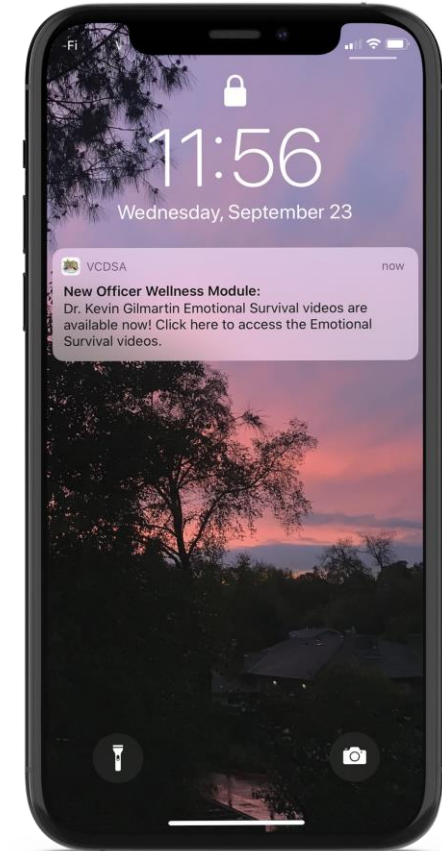 -Fi
11:56
Wednesday, September 23
VCDSA now
New Officer Wellness Module:
Dr. Kevin Gilmartin Emotional Survival videos are
available now! Click here to access the Emotional
Survival videos.